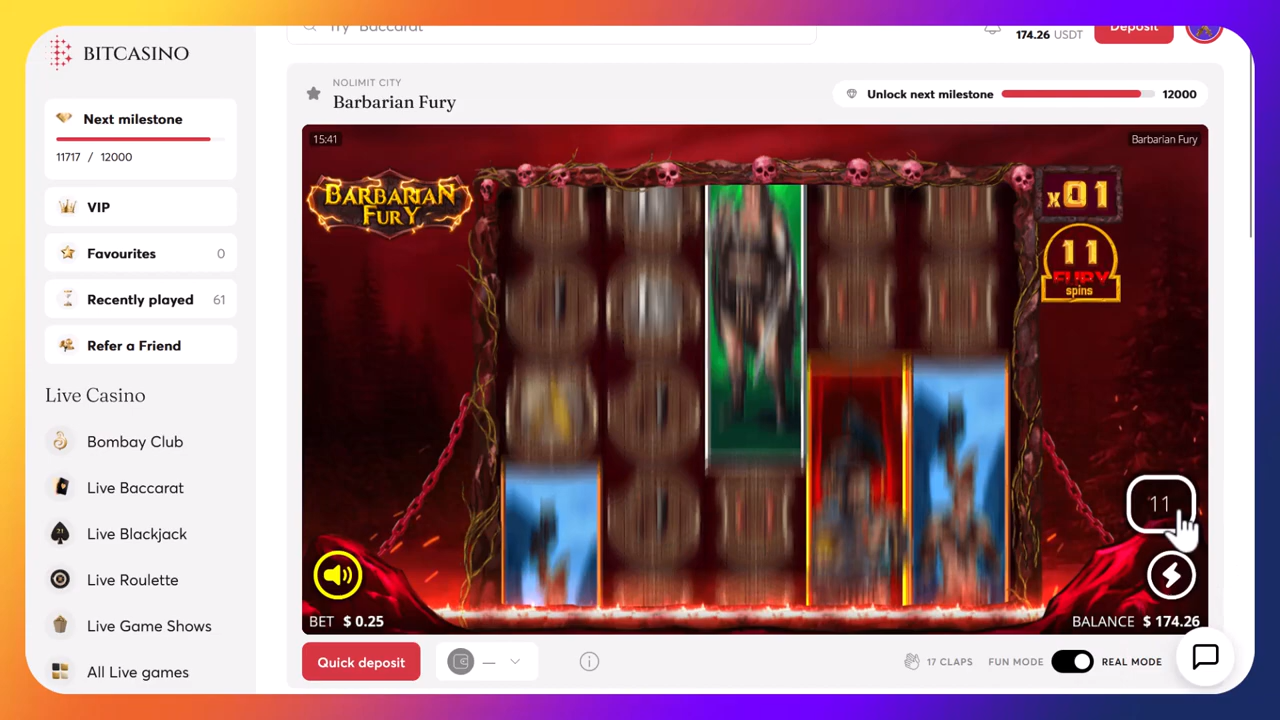 BITCASINO
Try "Baccarat"
174.26 USDT
Deposit
Next milestone
11717 / 12000
VIP
Favourites 0
Recently played 61
Refer a Friend
Live Casino
Bombay Club
Live Baccarat
Live Blackjack
Live Roulette
Live Game Shows
All Live games
NOLIMIT CITY
Barbarian Fury
Unlock next milestone 12000
15:41
Barbarian Fury
BARBARIAN
FURY
x01
11
FURY
spins
11
BET $ 0.25
BALANCE $ 174.26
Quick deposit
—
17 CLAPS
FUN MODE
REAL MODE